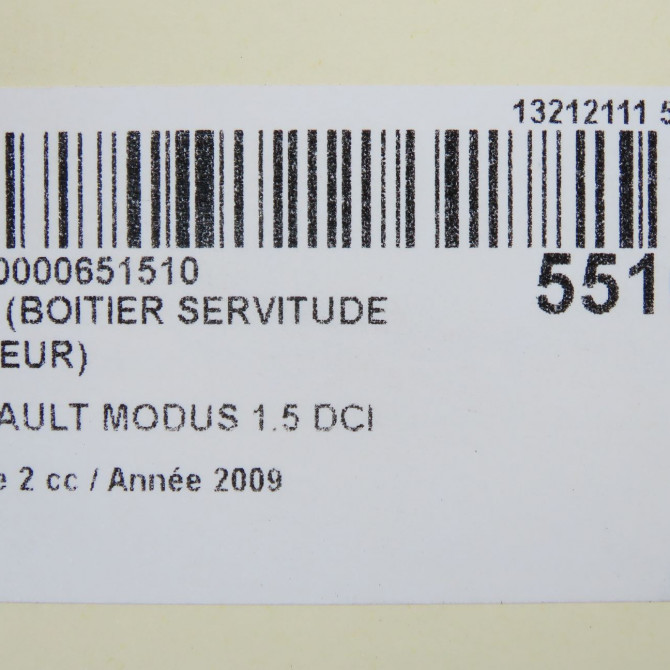 13212111 5
0000651510
551
(BOITIER SERVITUDE
EUR)
AULT MODUS 1.5 DCI
e 2 cc / Année 2009